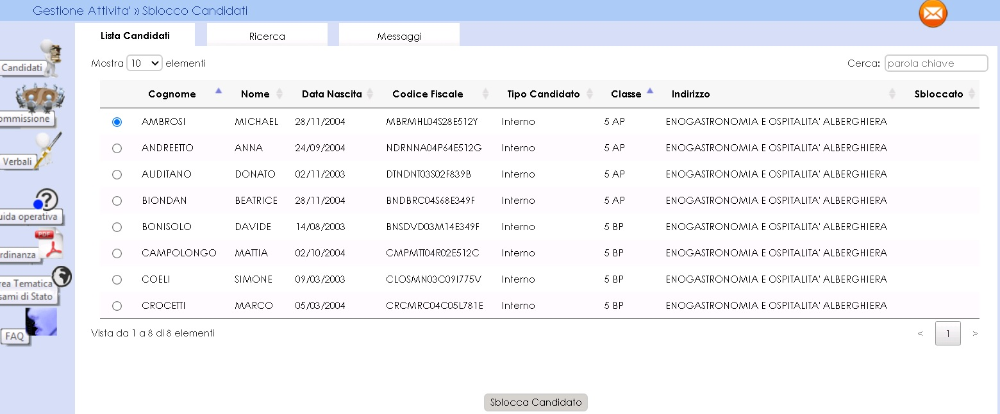 Gestione Attivita' » Sblocco Candidati
Lista Candidati Ricerca Messaggi
Mostra 10 elementi Cerca: parola chiave
Candidati
ommissione
Verbali
uida operativa
PDF
rdinanza
rea Tematica
sami di Stato
FAQ
Cognome Nome Data Nascita Codice Fiscale Tipo Candidato Classe Indirizzo Sbloccato
AMBROSI MICHAEL 28/11/2004 MBRMHL04S28E512Y Interno 5 AP ENOGASTRONOMIA E OSPITALITA' ALBERGHIERA
ANDREETTO ANNA 24/09/2004 NDRNNA04P64E512G Interno 5 AP ENOGASTRONOMIA E OSPITALITA' ALBERGHIERA
AUDITANO DONATO 02/11/2003 DTNDNT03S02F839B Interno 5 AP ENOGASTRONOMIA E OSPITALITA' ALBERGHIERA
BIONDAN BEATRICE 28/11/2004 BNDBRC04S68E349F Interno 5 AP ENOGASTRONOMIA E OSPITALITA' ALBERGHIERA
BONISOLO DAVIDE 14/08/2003 BNSDVD03M14E349F Interno 5 BP ENOGASTRONOMIA E OSPITALITA' ALBERGHIERA
CAMPOLONGO MATTIA 02/10/2004 CMPMTT04R02E512C Interno 5 BP ENOGASTRONOMIA E OSPITALITA' ALBERGHIERA
COELI SIMONE 09/03/2003 CLOSMN03C09I775V Interno 5 BP ENOGASTRONOMIA E OSPITALITA' ALBERGHIERA
CROCETTI MARCO 05/03/2004 CRCMRC04C05L781E Interno 5 BP ENOGASTRONOMIA E OSPITALITA' ALBERGHIERA
Vista da 1 a 8 di 8 elementi < 1 >
Sblocca Candidato